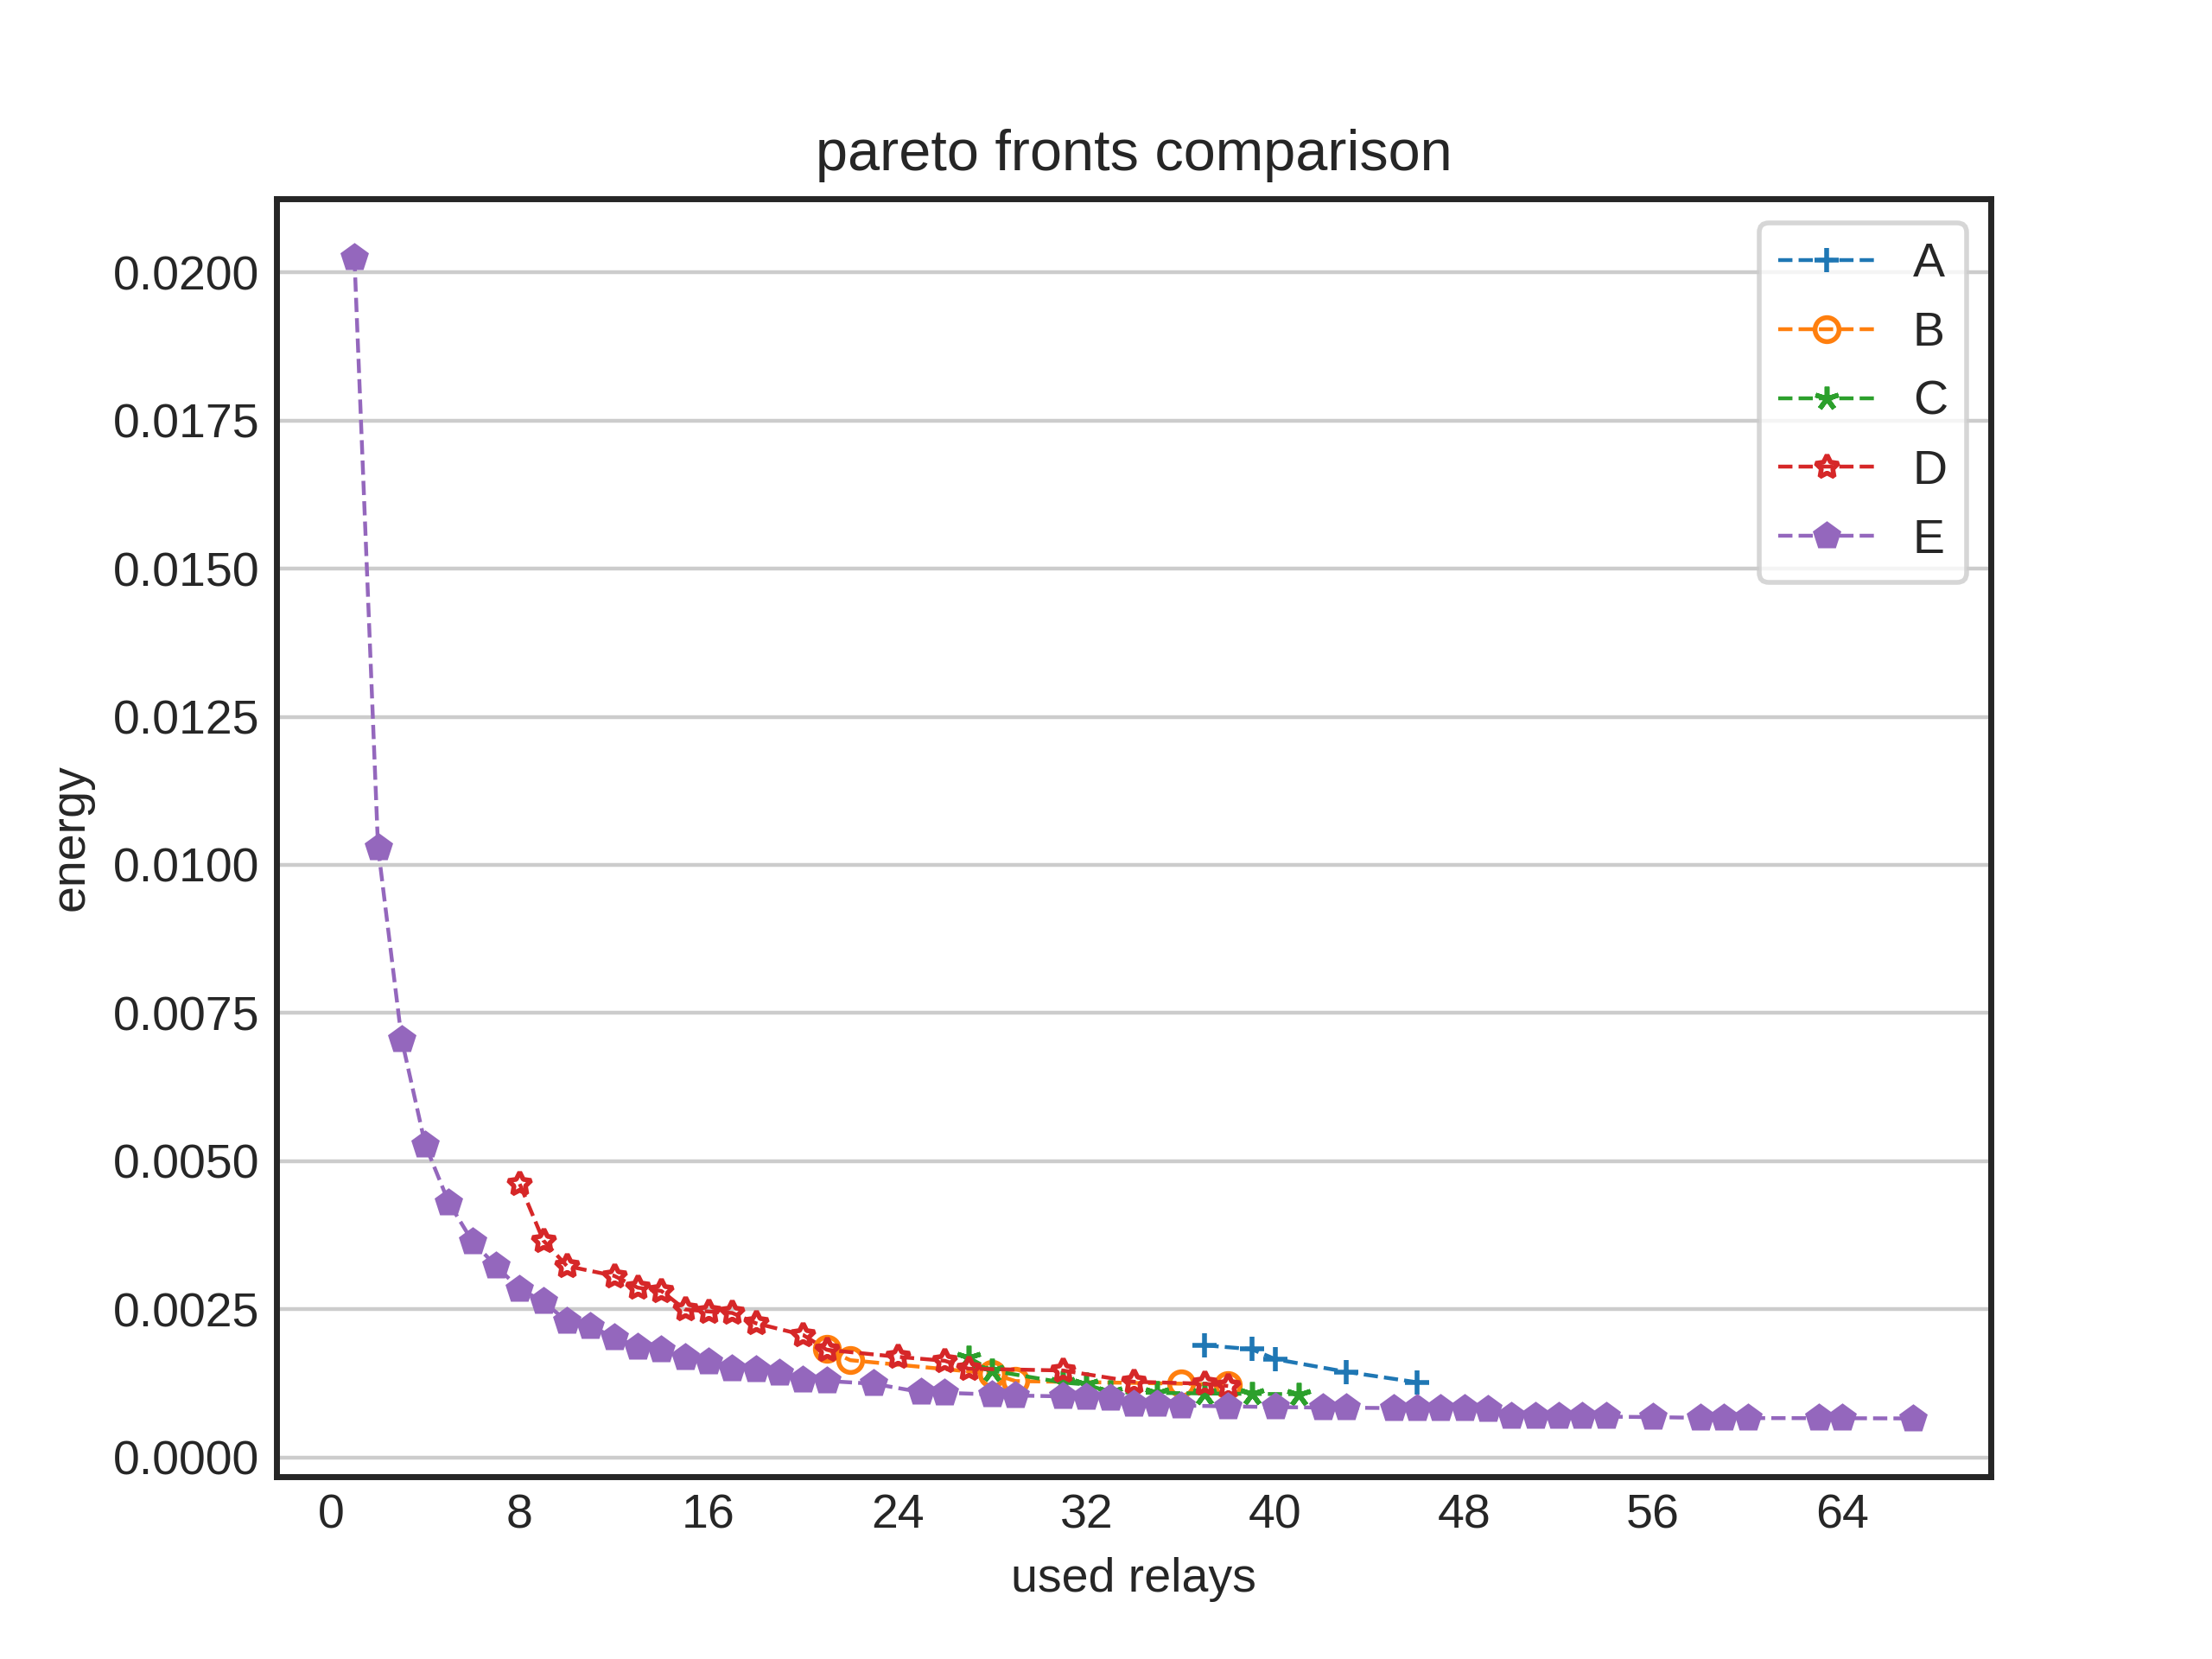 pareto fronts comparison
0.0200
0.0175
0.0150
0.0125
0.0100
0.0075
0.0050
0.0025
0.0000
energy
0 8 16 24 32 40 48 56 64
used relays
A
B
C
D
E